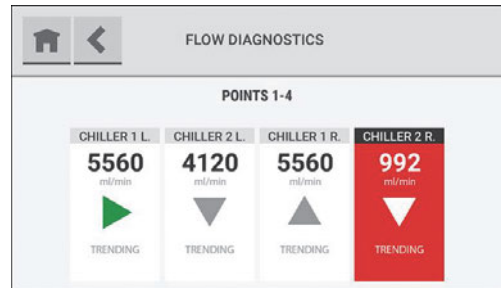 FLOW DIAGNOSTICS
POINTS 1-4
CHILLER 1 L. CHILLER 2 L. CHILLER 1 R. CHILLER 2 R.
5560 4120 5560 992
ml/min ml/min ml/min ml/min
TRENDING TRENDING TRENDING TRENDING